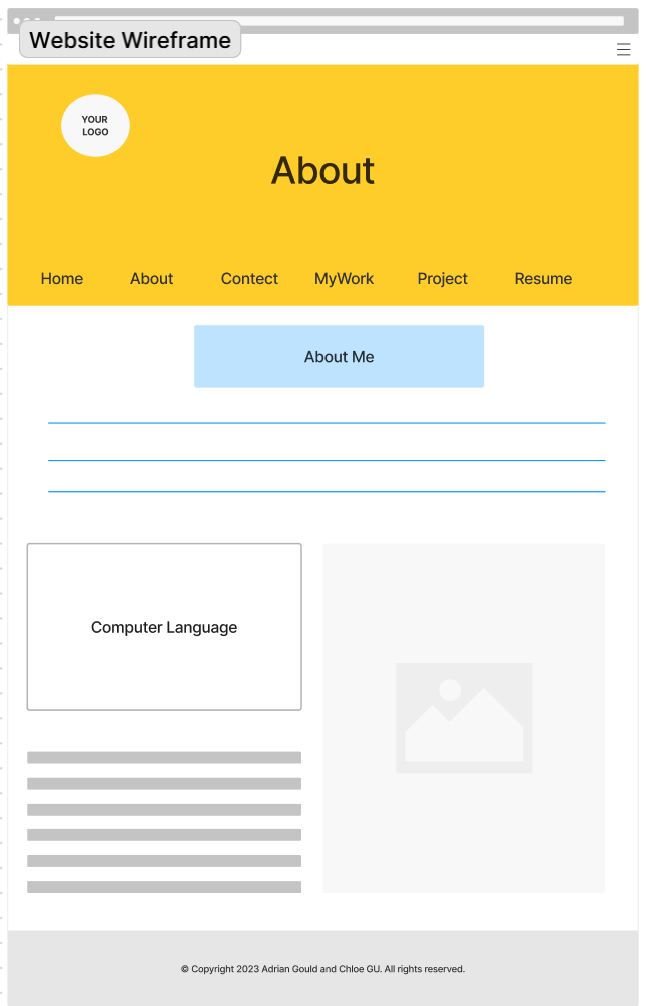 Website Wireframe
YOUR
LOGO
About
Home About Contect MyWork Project Resume
About Me
Computer Language
© Copyright 2023 Adrian Gould and Chloe GU. All rights reserved.